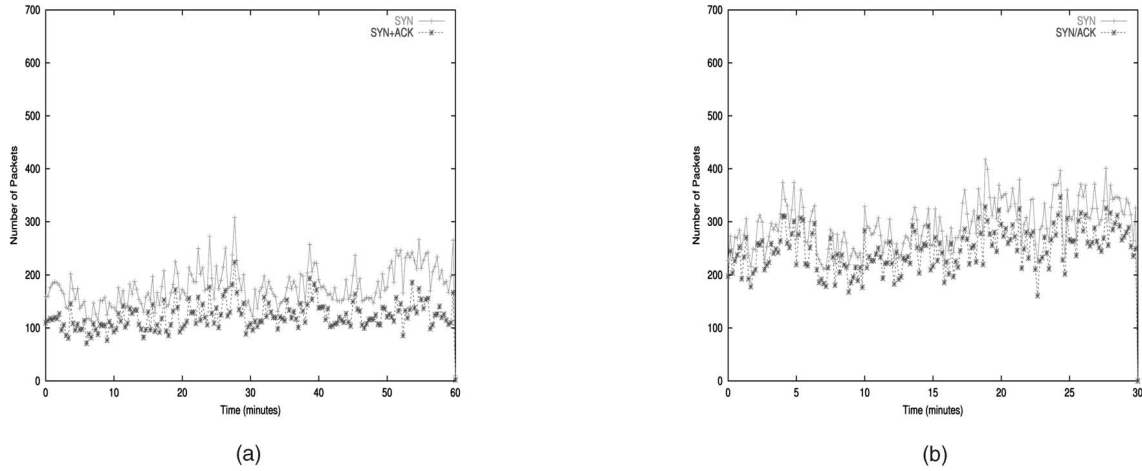 700
600
500
400
300
200
100
0
Number of Packets
SYN
SYN+ACK
0 10 20 30 40 50 60
Time (minutes)
(a)
700
600
500
400
300
200
100
0
Number of Packets
SYN
SYN/ACK
0 5 10 15 20 25 30
Time (minutes)
(b)